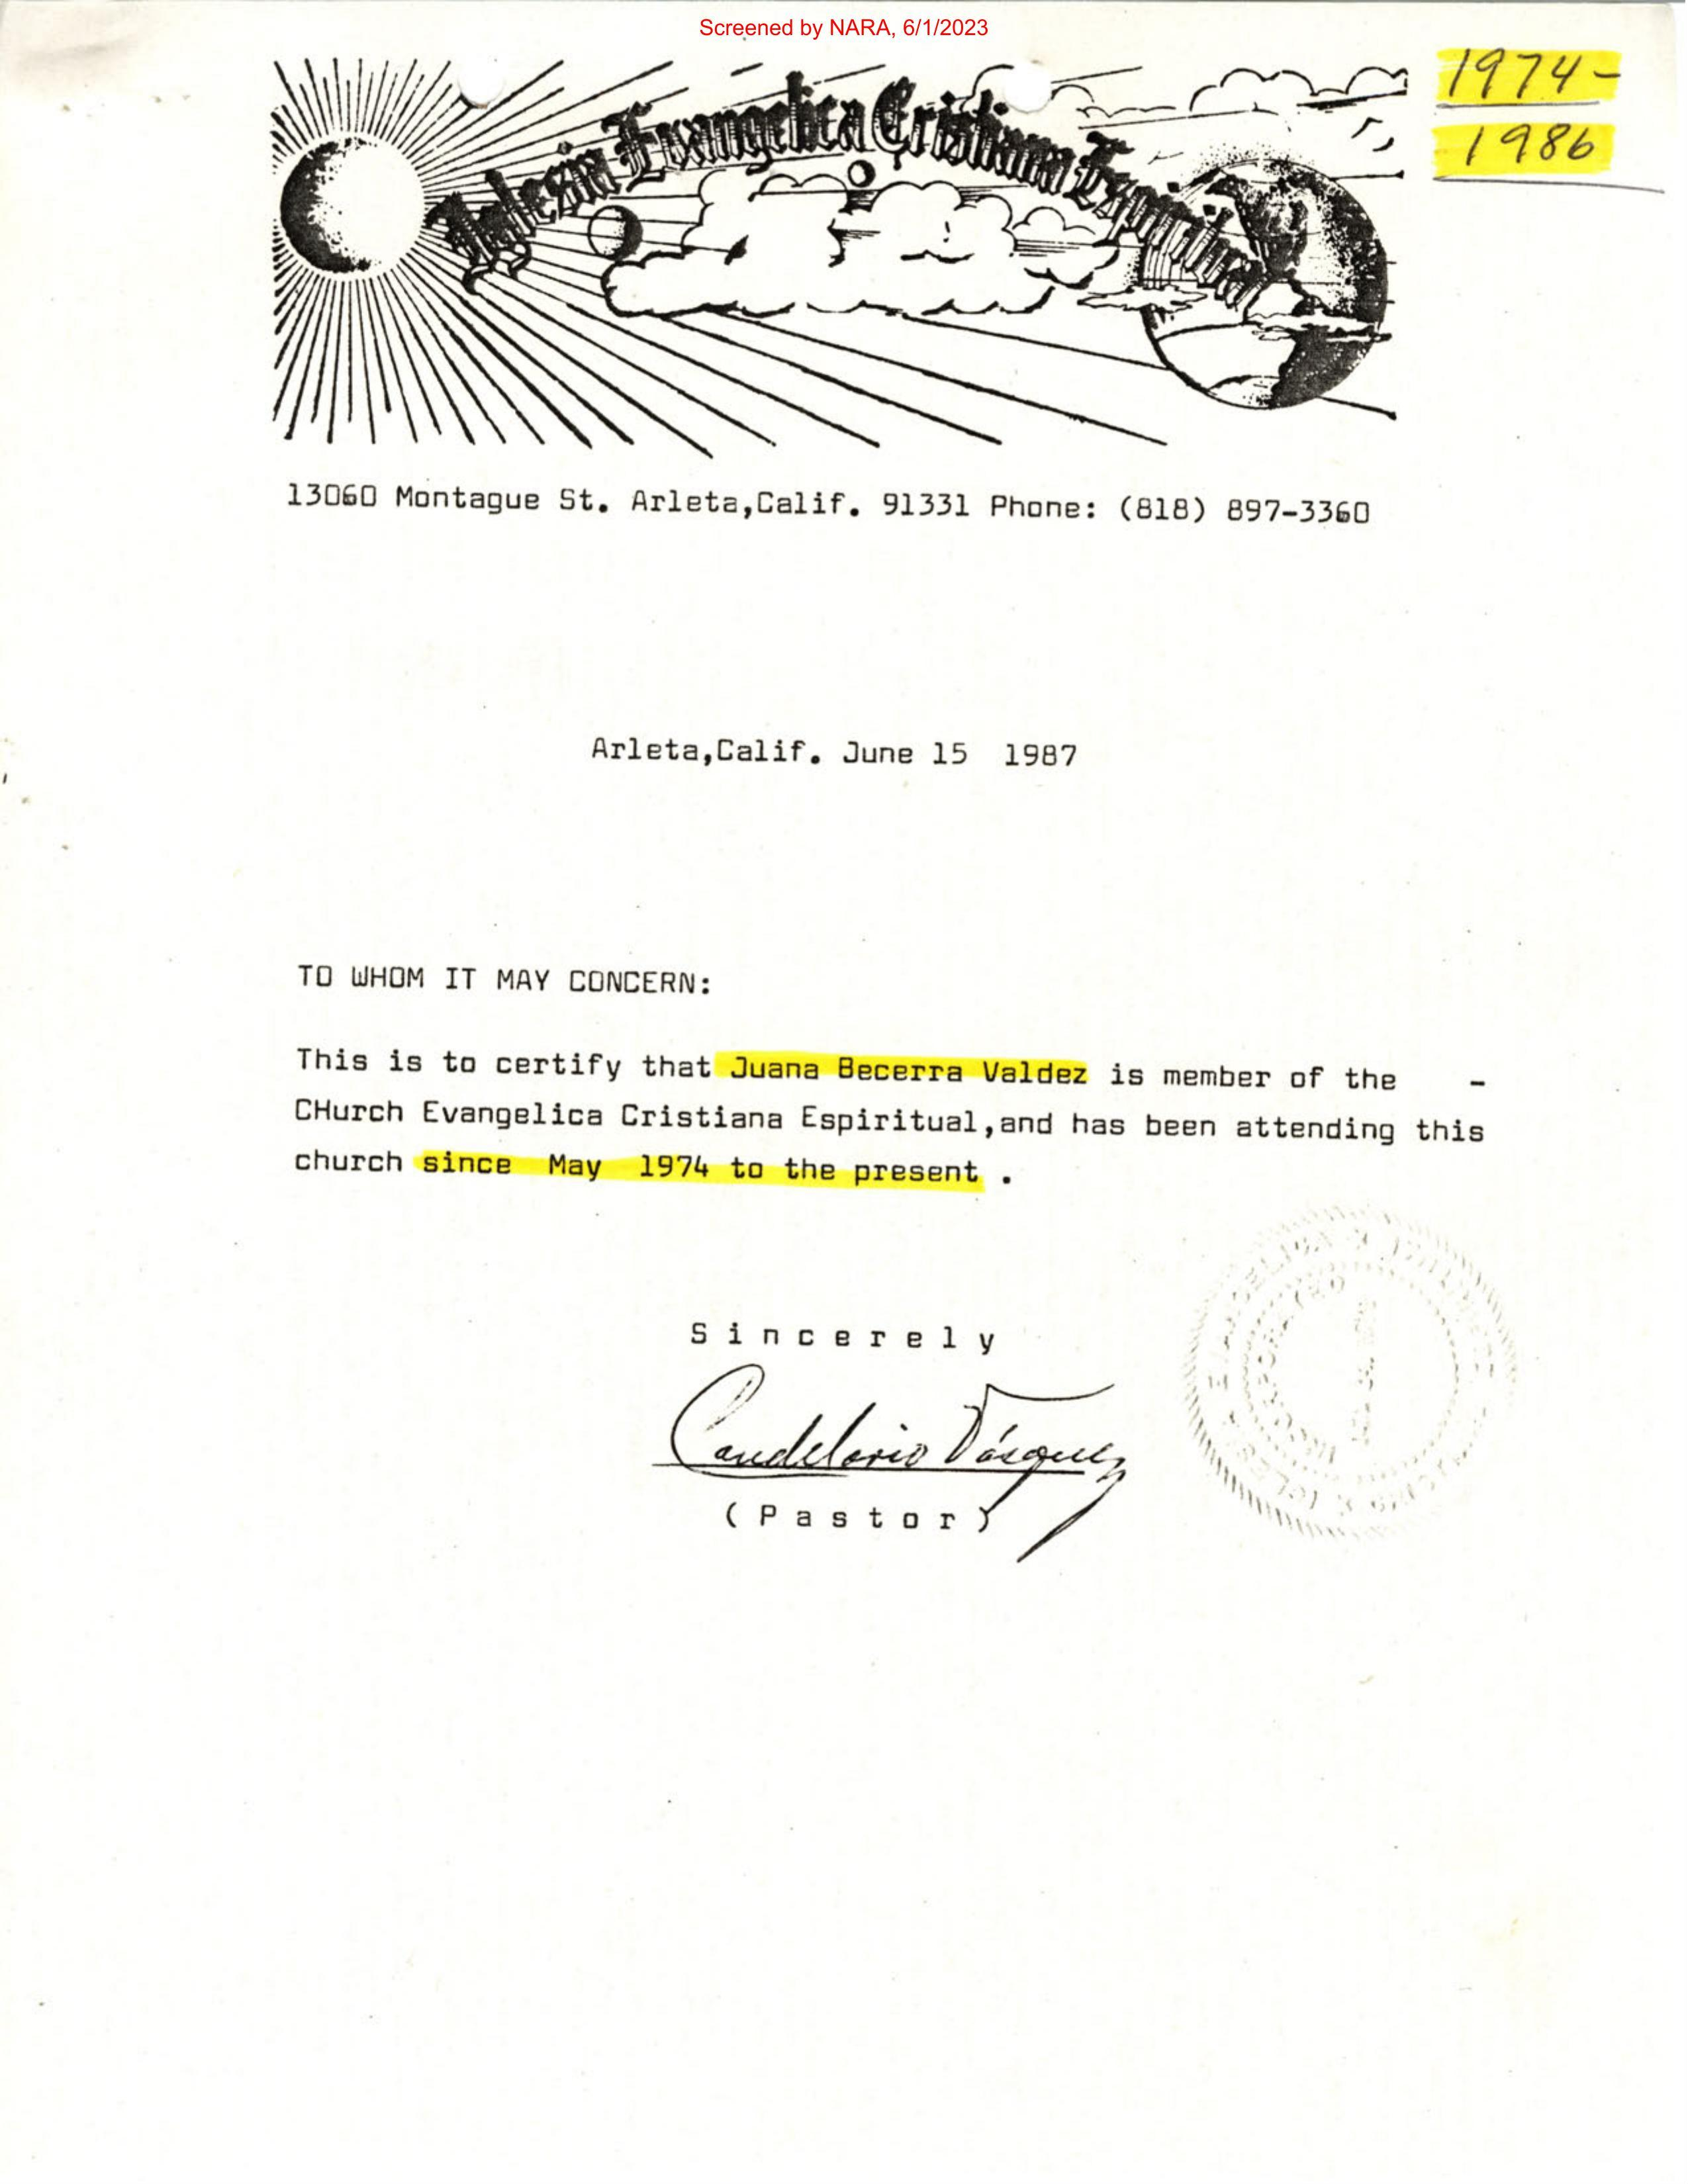 Screened by NARA, 6/1/2023
1974-
1986
Iglesia Evangelica Cristiana Espiritual
13060 Montague St. Arleta,Calif. 91331 Phone: (818) 897-3360
Arleta,Calif. June 15 1987
TO WHOM IT MAY CONCERN:
This is to certify that Juana Becerra Valdez is member of the -
CHurch Evangelica Cristiana Espiritual,and has been attending this
church since May 1974 to the present .
Sincerely
Candelario Vásquez
(Pastor)